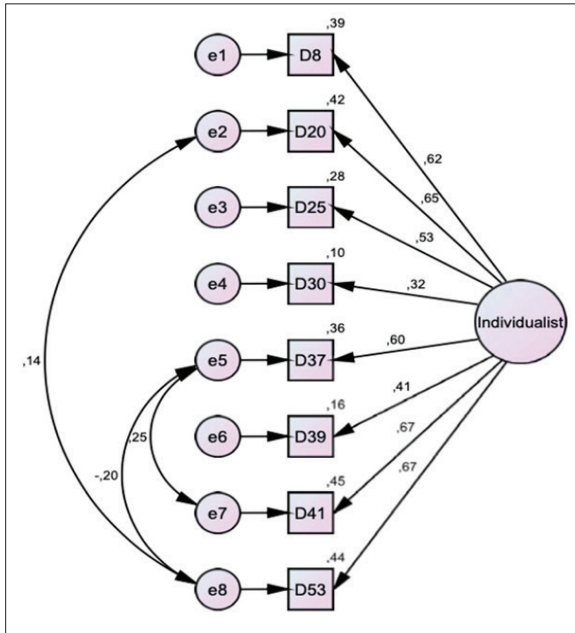 ,39
e1 D8
,62
,42
e2 D20
,65
,28
e3 D25
,53
,10
e4 D30
,32
Individualist
,36
,60
,14
e5 D37
,41
,16
,25
e6 D39
,67
-,20
,67
,45
e7 D41
,44
e8 D53